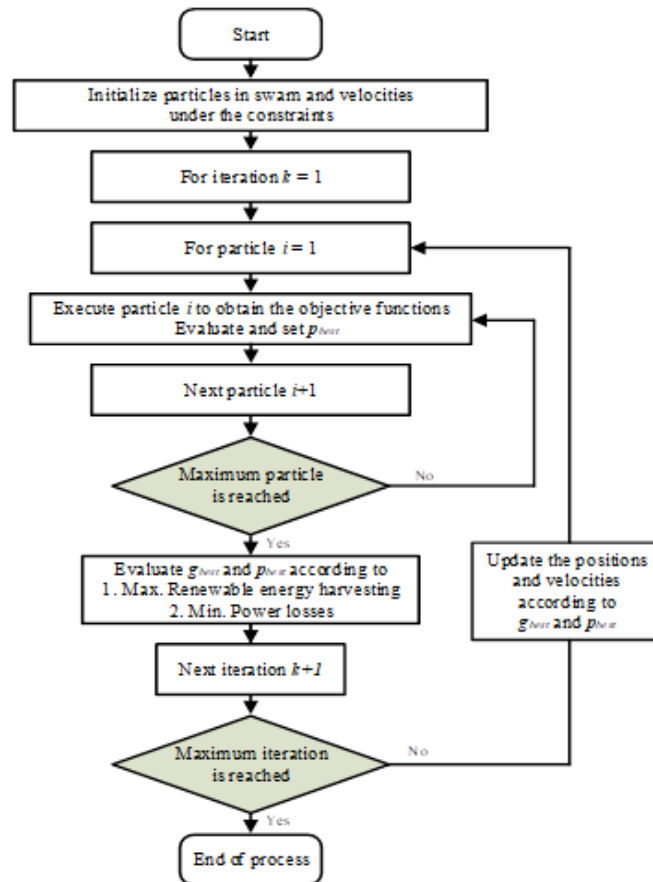 Start
Initialize particles in swarm and velocities
under the constraints
For iteration k = 1
For particle i = 1
Execute particle i to obtain the objective functions
Evaluate and set pbest
Next particle i+1
Maximum particle
is reached
No
Yes
Evaluate gbest and pbest according to
1. Max. Renewable energy harvesting
2. Min. Power losses
Update the positions
and velocities
according to
gbest and pbest
Next iteration k+1
Maximum iteration
is reached
No
Yes
End of process